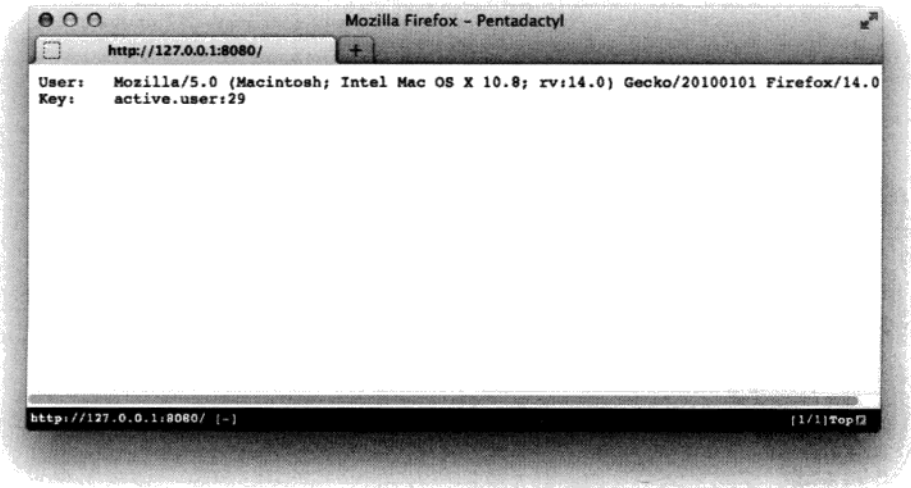 Mozilla Firefox - Pentadactyl
http://127.0.0.1:8080/
+
User: Mozilla/5.0 (Macintosh; Intel Mac OS X 10.8; rv:14.0) Gecko/20100101 Firefox/14.0
Key: active.user:29
http://127.0.0.1:8080/ [-] [1/1]Top